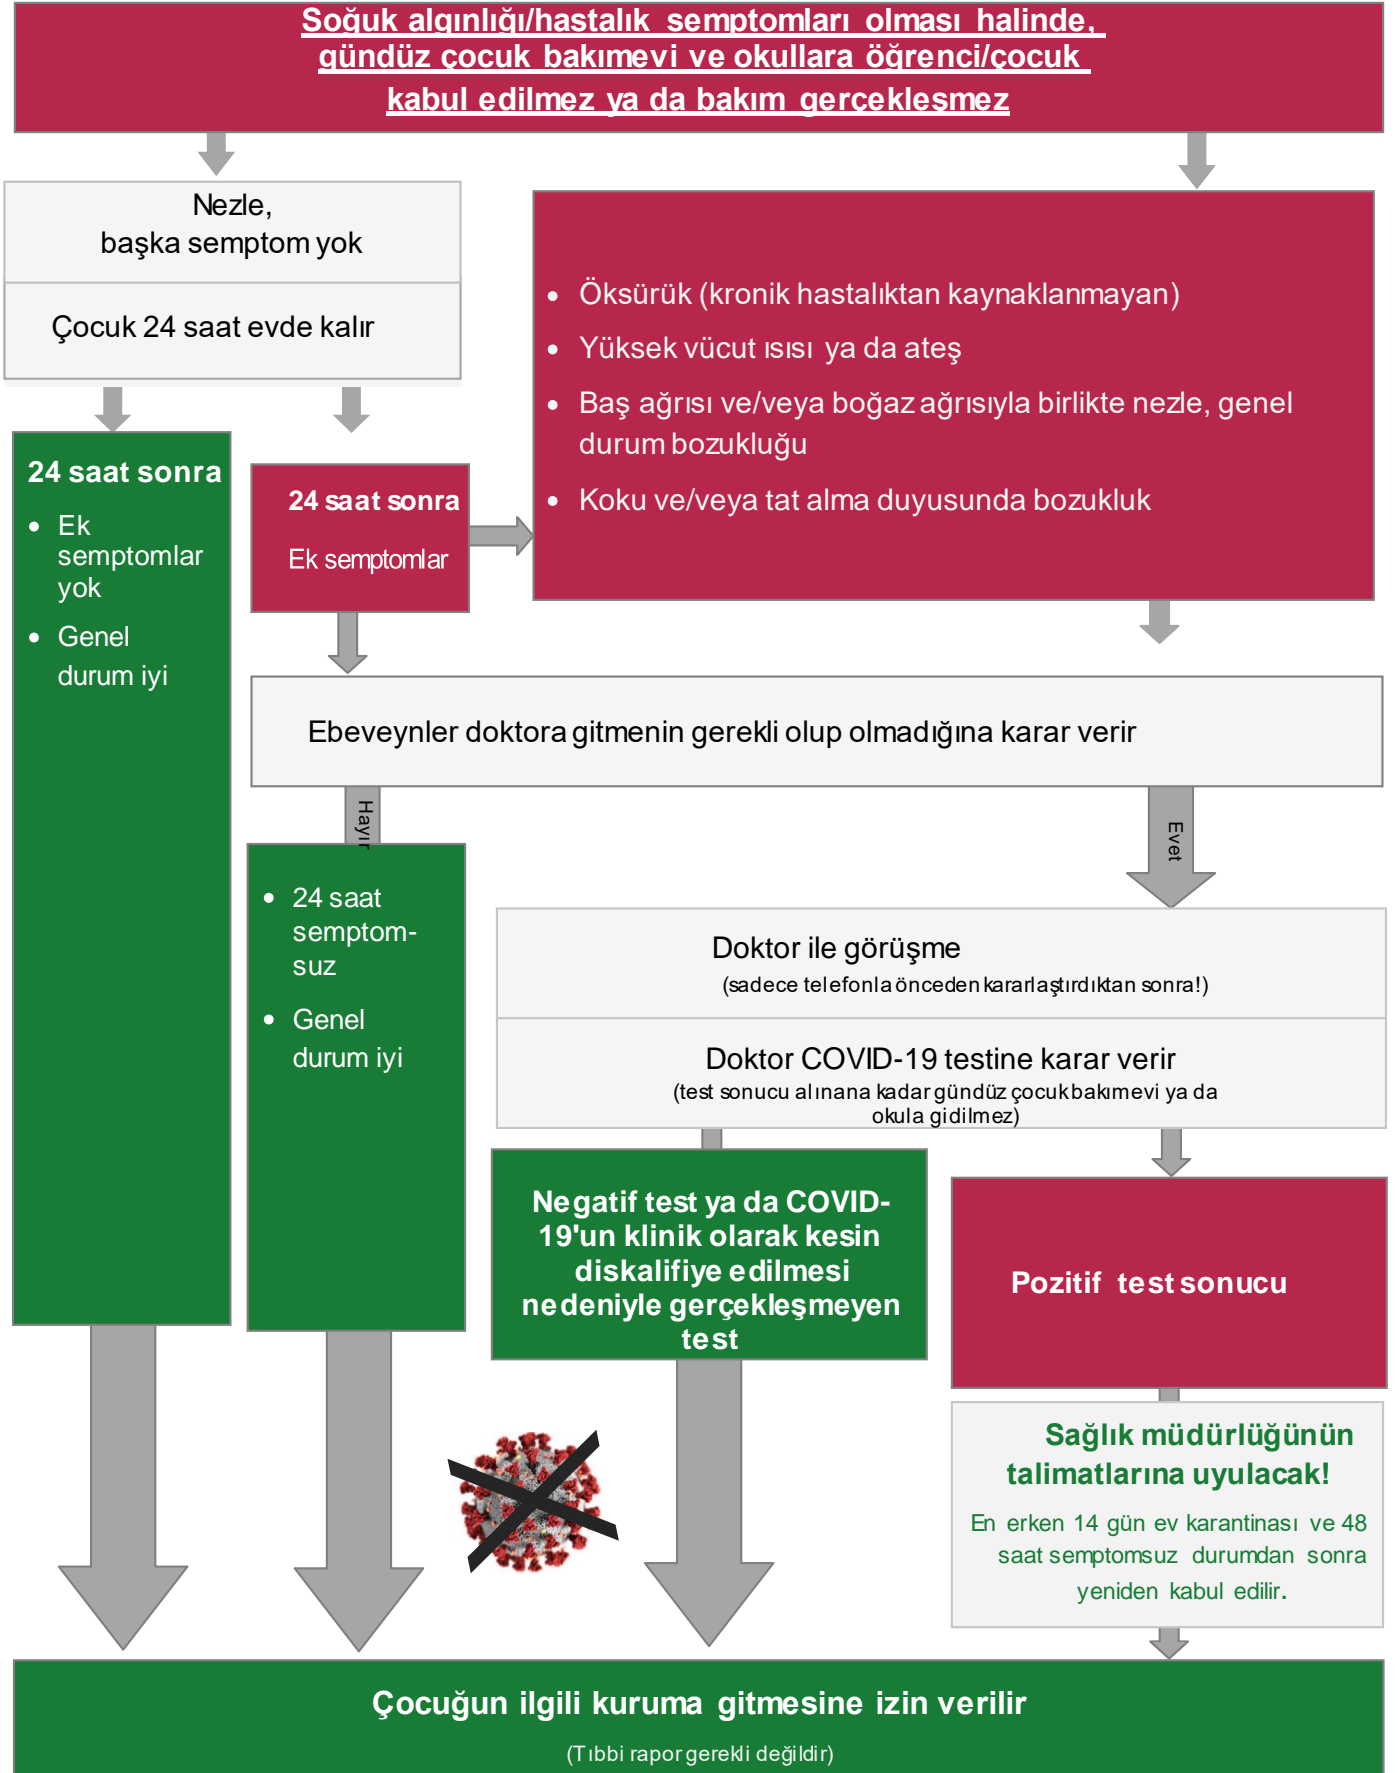 Soğuk algınlığı/hastalık semptomları olması halinde,
gündüz çocuk bakımevi ve okullara öğrenci/çocuk
kabul edilmez ya da bakım gerçekleşmez
Nezle,
başka semptom yok
Çocuk 24 saat evde kalır
• Öksürük (kronik hastalıktan kaynaklanmayan)
• Yüksek vücut ısısı ya da ateş
• Baş ağrısı ve/veya boğaz ağrısıyla birlikte nezle, genel
durum bozukluğu
• Koku ve/veya tat alma duyusunda bozukluk
24 saat sonra
• Ek
semptomlar
yok
• Genel
durum iyi
24 saat sonra
Ek semptomlar
Ebeveynler doktora gitmenin gerekli olup olmadığına karar verir
Hayır
Evet
• 24 saat
semptom-
suz
• Genel
durum iyi
Doktor ile görüşme
(sadece telefonla önceden kararlaştırdıktan sonra!)
Doktor COVID-19 testine karar verir
(test sonucu alınana kadar gündüz çocuk bakımevi ya da
okula gidilmez)
Negatif test ya da COVID-
19'un klinik olarak kesin
diskalifiye edilmesi
nedeniyle gerçekleşmeyen
test
Pozitif test sonucu
Sağlık müdürlüğünün
talimatlarına uyulacak!
En erken 14 gün ev karantinası ve 48
saat semptomsuz durumdan sonra
yeniden kabul edilir.
Çocuğun ilgili kuruma gitmesine izin verilir
(Tıbbi rapor gerekli değildir)